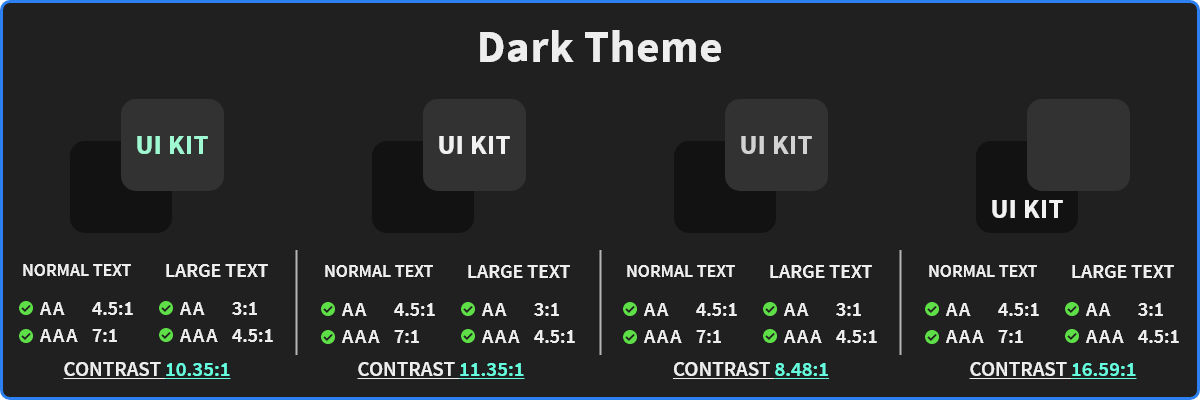 Dark Theme
UI KIT
UI KIT
UI KIT
UI KIT
NORMAL TEXT LARGE TEXT
AA 4.5:1 AA 3:1
AAA 7:1 AAA 4.5:1
CONTRAST 10.35:1
NORMAL TEXT LARGE TEXT
AA 4.5:1 AA 3:1
AAA 7:1 AAA 4.5:1
CONTRAST 11.35:1
NORMAL TEXT LARGE TEXT
AA 4.5:1 AA 3:1
AAA 7:1 AAA 4.5:1
CONTRAST 8.48:1
NORMAL TEXT LARGE TEXT
AA 4.5:1 AA 3:1
AAA 7:1 AAA 4.5:1
CONTRAST 16.59:1